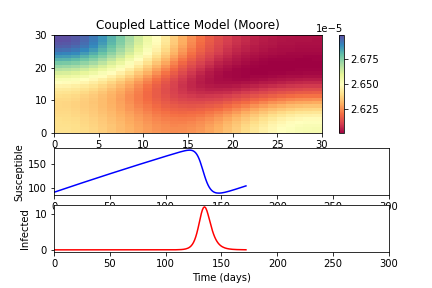 Coupled Lattice Model (Moore)
1e−5
30
20
10
0
0 5 10 15 20 25 30
2.675
2.650
2.625
Susceptible
150
100
0 50 100 150 200 250 300
Infected
10
0
0 50 100 150 200 250 300
Time (days)